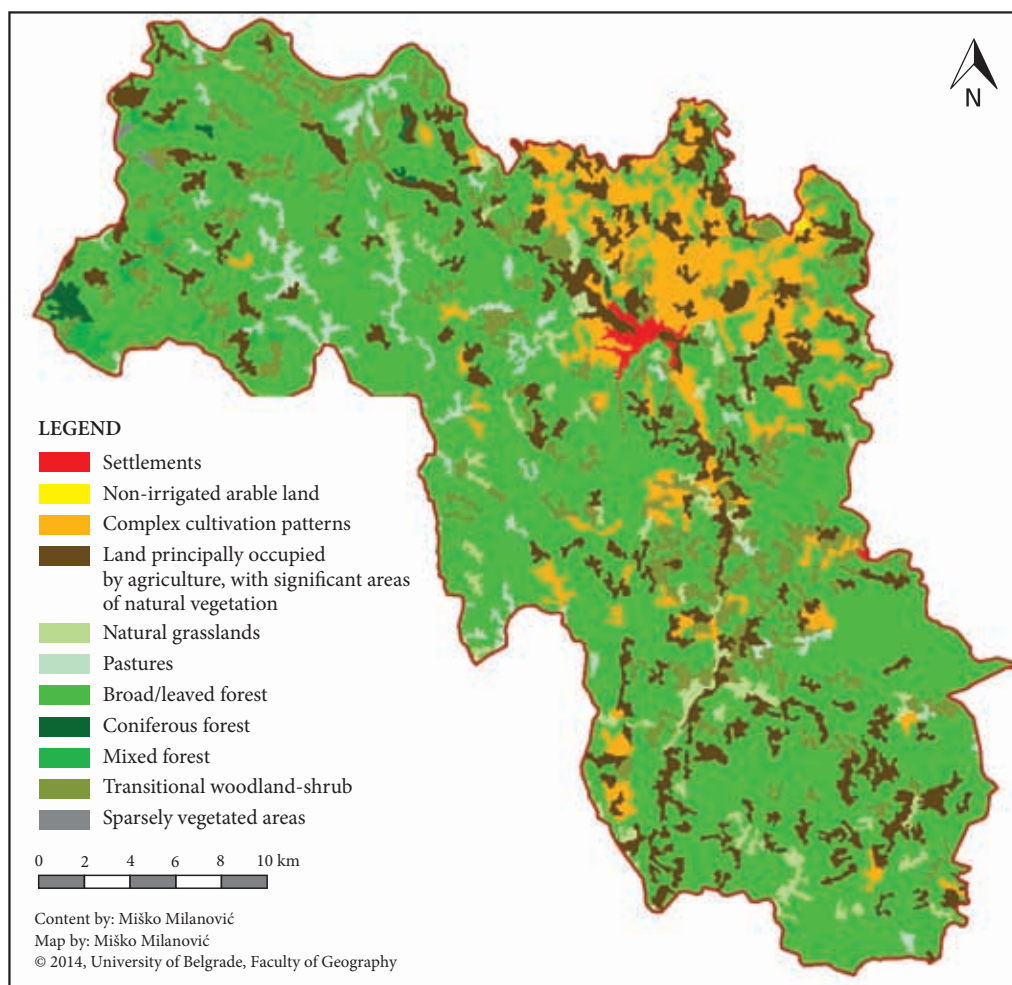 N
LEGEND
Settlements
Non-irrigated arable land
Complex cultivation patterns
Land principally occupied
by agriculture, with significant areas
of natural vegetation
Natural grasslands
Pastures
Broad/leaved forest
Coniferous forest
Mixed forest
Transitional woodland-shrub
Sparsely vegetated areas
0 2 4 6 8 10 km
Content by: Miško Milanović
Map by: Miško Milanović
© 2014, University of Belgrade, Faculty of Geography